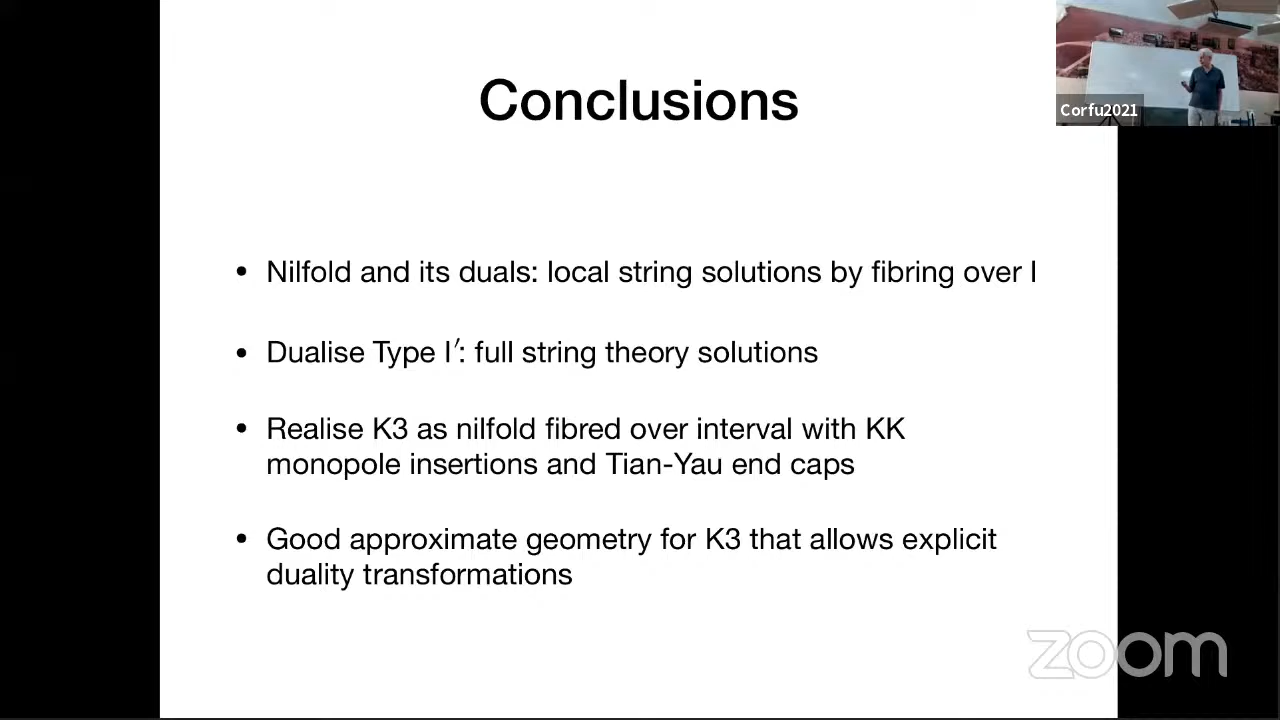 Conclusions
Corfu2021
• Nilfold and its duals: local string solutions by fibring over I
• Dualise Type I′: full string theory solutions
• Realise K3 as nilfold fibred over interval with KK
monopole insertions and Tian-Yau end caps
• Good approximate geometry for K3 that allows explicit
duality transformations
zoom